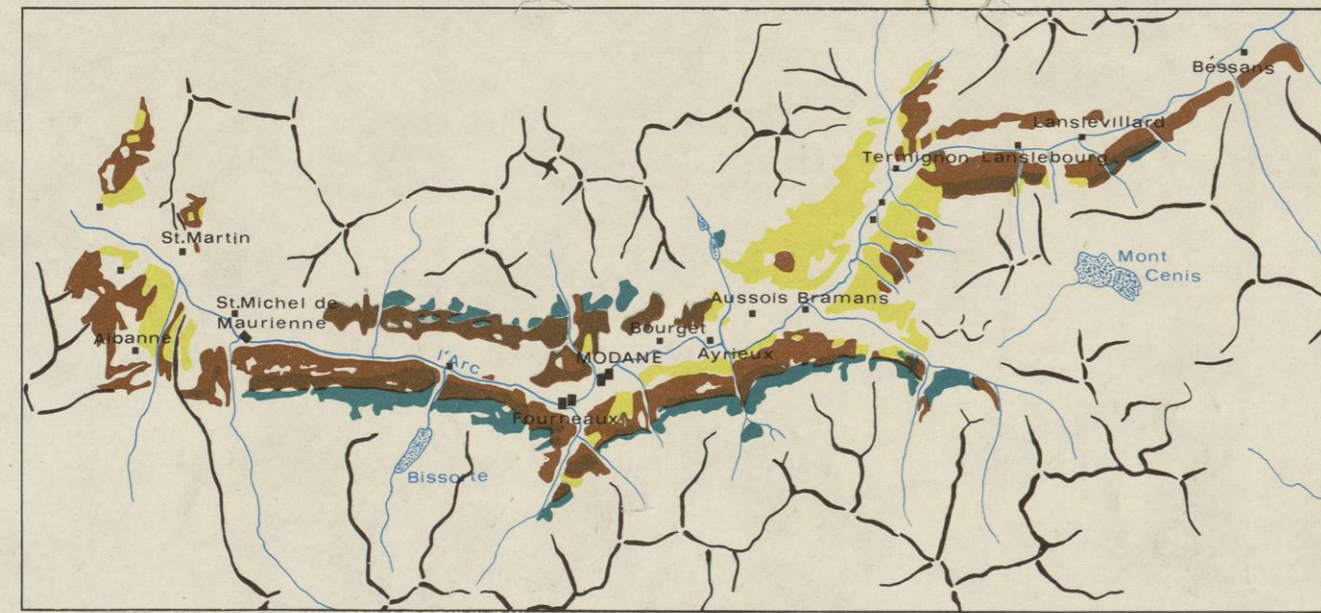 Bessans
Lanslevillard
Termignon
Lanslebourg
St.Martin
Mont
Cenis
St.Michel de
Maurienne
Aussois
Bramans
Albanne
Bourget
l'Arc
MODANE
Ayrieux
Fourneaux
Bissorte